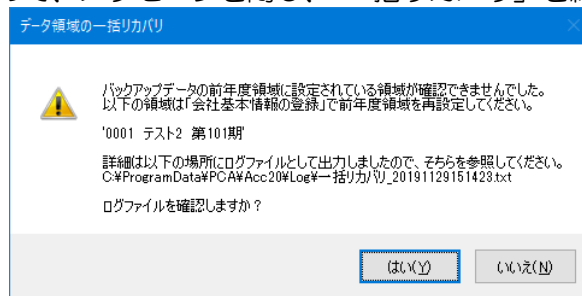 データ領域の一括リカバリ
バックアップデータの前年度領域に設定されている領域が確認できませんでした。
以下の領域は「会社基本情報の登録」で前年度領域を再設定してください。
'0001 テスト2 第101期'
詳細は以下の場所にログファイルとして出力しましたので、そちらを参照してください。
C:¥ProgramData¥PCA¥Acc20¥Log¥一括リカバリ_20191129151423.txt
ログファイルを確認しますか？
はい(Y)
いいえ(N)